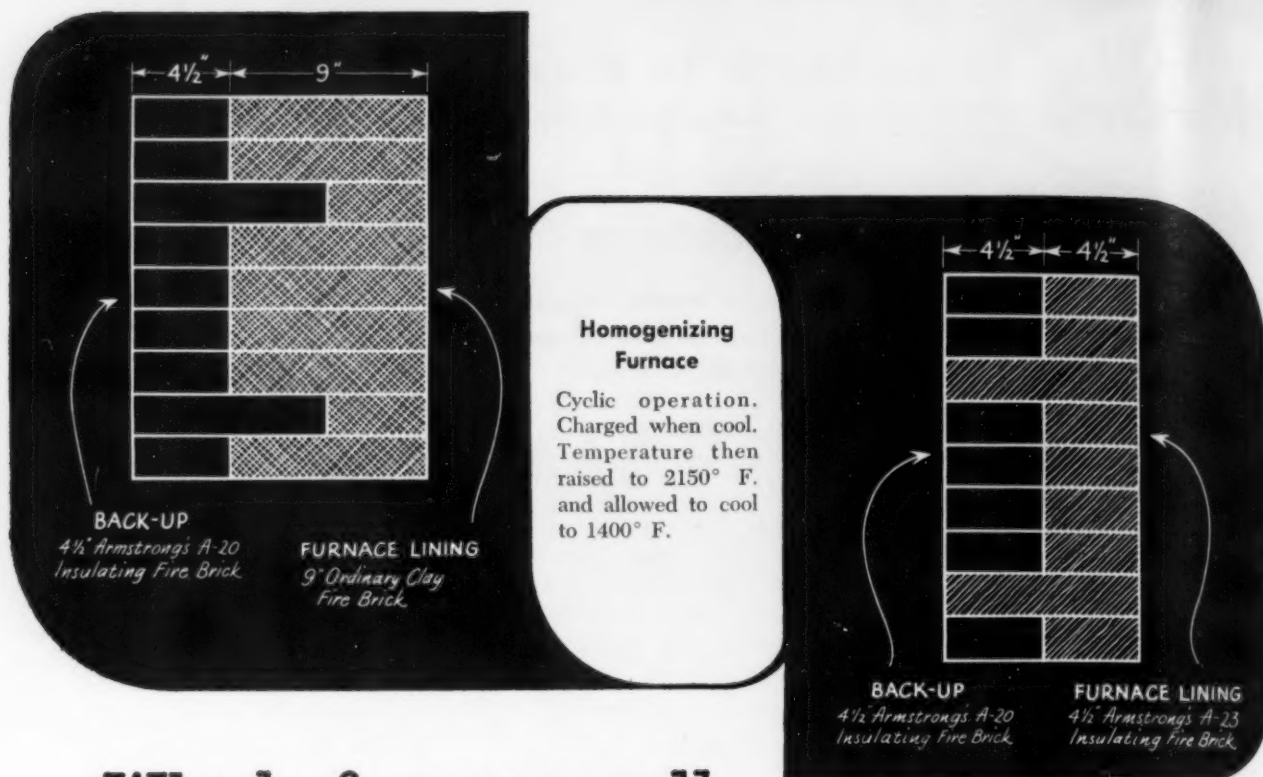 4½" 9"
BACK-UP
4½" Armstrong's A-20
Insulating Fire Brick
FURNACE LINING
9" Ordinary Clay
Fire Brick
Homogenizing
Furnace
Cyclic operation.
Charged when cool.
Temperature then
raised to 2150° F.
and allowed to cool
to 1400° F.
4½" 4½"
BACK-UP
4½" Armstrong's A-20
Insulating Fire Brick
FURNACE LINING
4½" Armstrong's A-23
Insulating Fire Brick